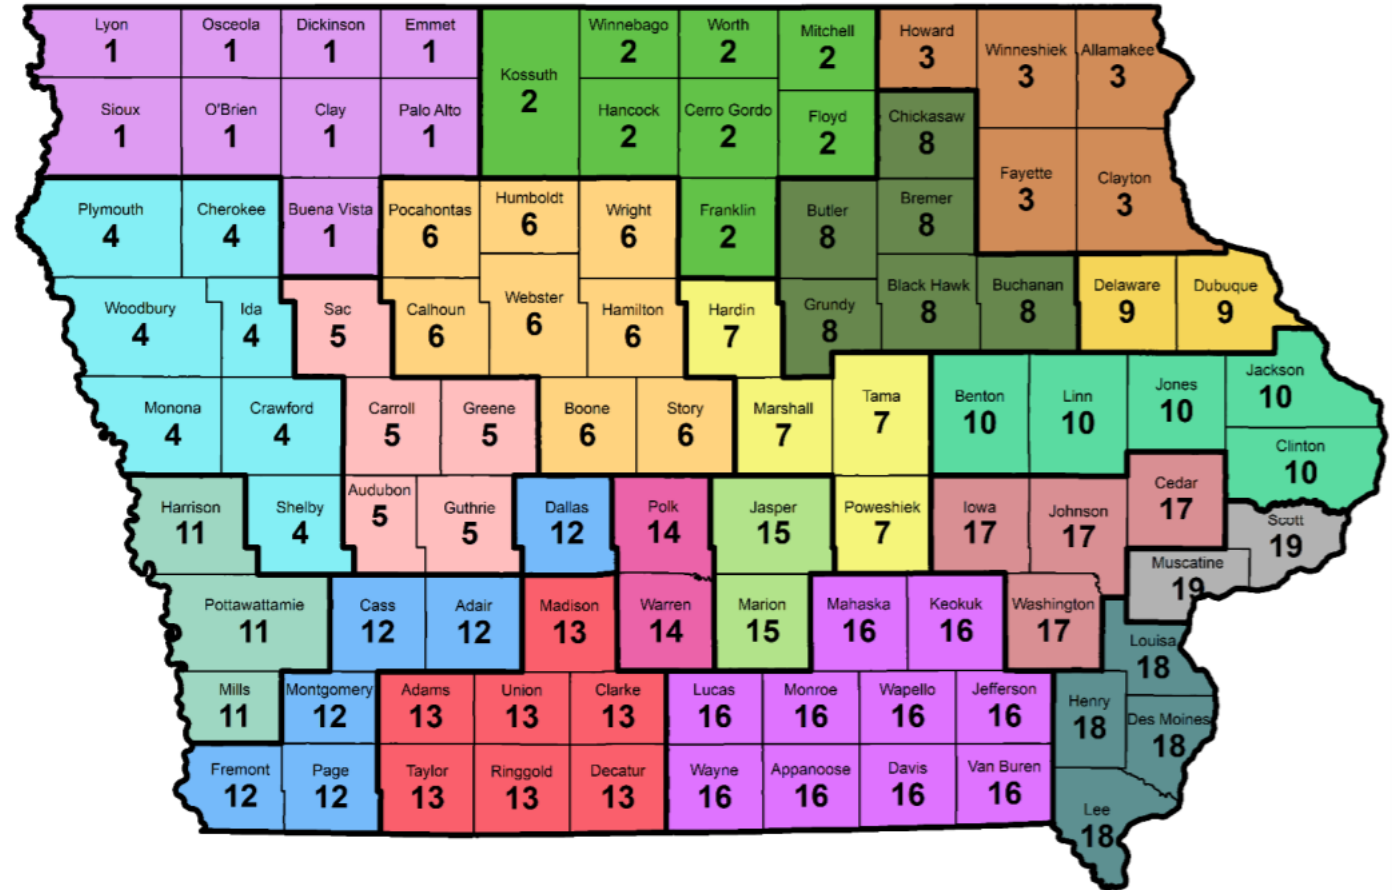 Lyon
1
Osceola
1
Dickinson
1
Emmet
1
Kossuth
2
Winnebago
2
Worth
2
Mitchell
2
Howard
3
Winneshiek
3
Allamakee
3
Sioux
1
O'Brien
1
Clay
1
Palo Alto
1
Hancock
2
Cerro Gordo
2
Floyd
2
Chickasaw
8
Fayette
3
Clayton
3
Plymouth
4
Cherokee
4
Buena Vista
1
Pocahontas
6
Humboldt
6
Wright
6
Franklin
2
Butler
8
Bremer
8
Woodbury
4
Ida
4
Sac
5
Calhoun
6
Webster
6
Hamilton
6
Hardin
7
Grundy
8
Black Hawk
8
Buchanan
8
Delaware
9
Dubuque
9
Monona
4
Crawford
4
Carroll
5
Greene
5
Boone
6
Story
6
Marshall
7
Tama
7
Benton
10
Linn
10
Jones
10
Jackson
10
Clinton
10
Harrison
11
Shelby
4
Audubon
5
Guthrie
5
Dallas
12
Polk
14
Jasper
15
Poweshiek
7
Iowa
17
Johnson
17
Cedar
17
Scott
19
Muscatine
19
Pottawattamie
11
Cass
12
Adair
12
Madison
13
Warren
14
Marion
15
Mahaska
16
Keokuk
16
Washington
17
Louisa
18
Mills
11
Montgomery
12
Adams
13
Union
13
Clarke
13
Lucas
16
Monroe
16
Wapello
16
Jefferson
16
Henry
18
Des Moines
18
Fremont
12
Page
12
Taylor
13
Ringgold
13
Decatur
13
Wayne
16
Appanoose
16
Davis
16
Van Buren
16
Lee
18